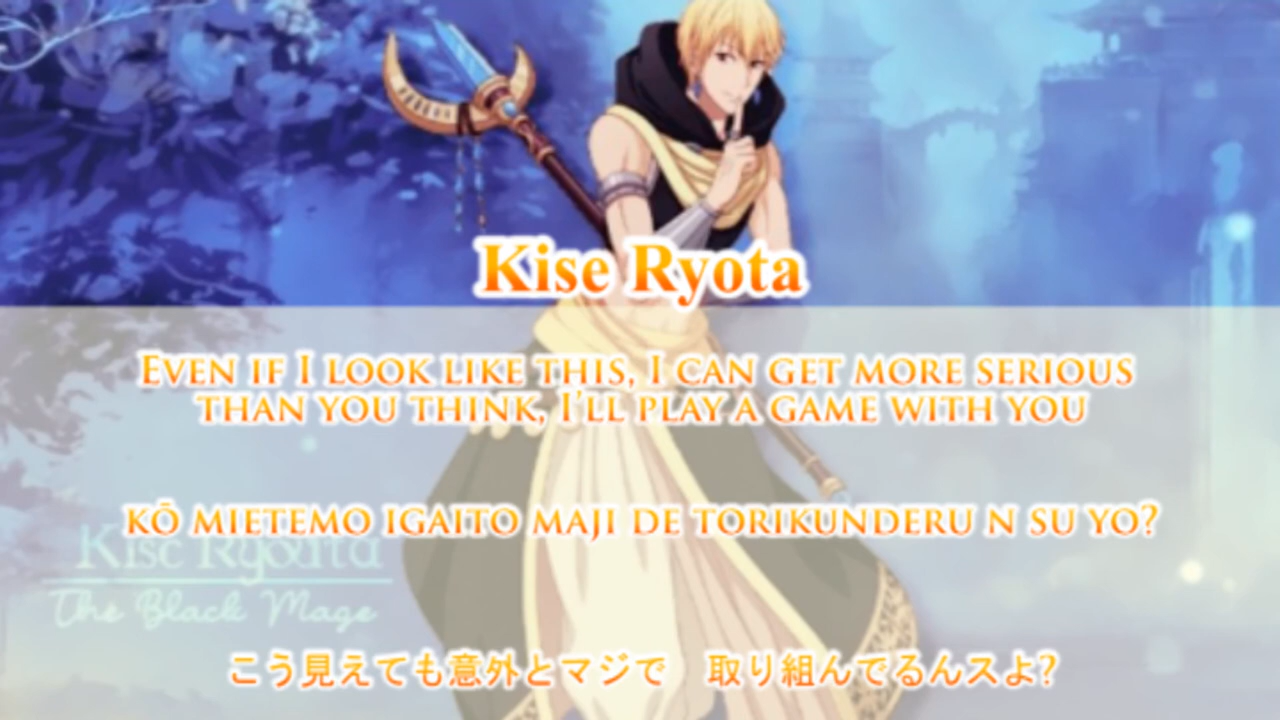 Kise Ryota
Even if I look like this, I can get more serious
than you think, I'll play a game with you
kō mietemo igaito maji de torikunderu n su yo?
Kise Ryouta
The Black Mage
こう見えても意外とマジで　取り組んでるんスよ?